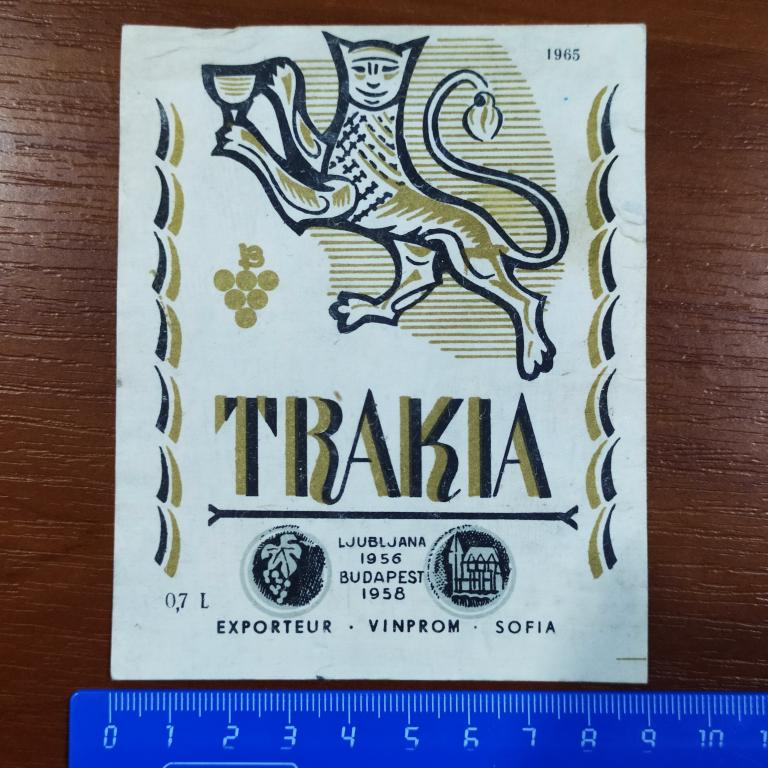 1965
TRAKIA
LJUBLJANA
1956
BUDAPEST
1958
0,7 L
EXPORTEUR · VINPROM · SOFIA
0 1 2 3 4 5 6 7 8 9 10